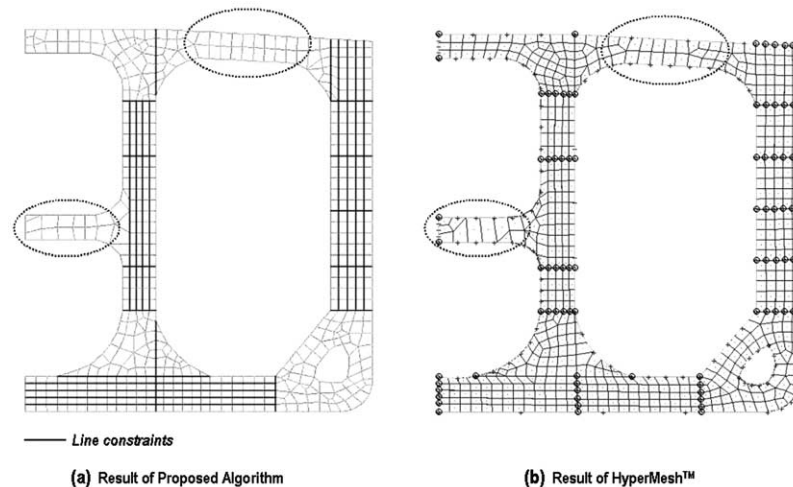 Line constraints
(a) Result of Proposed Algorithm
(b) Result of HyperMesh™